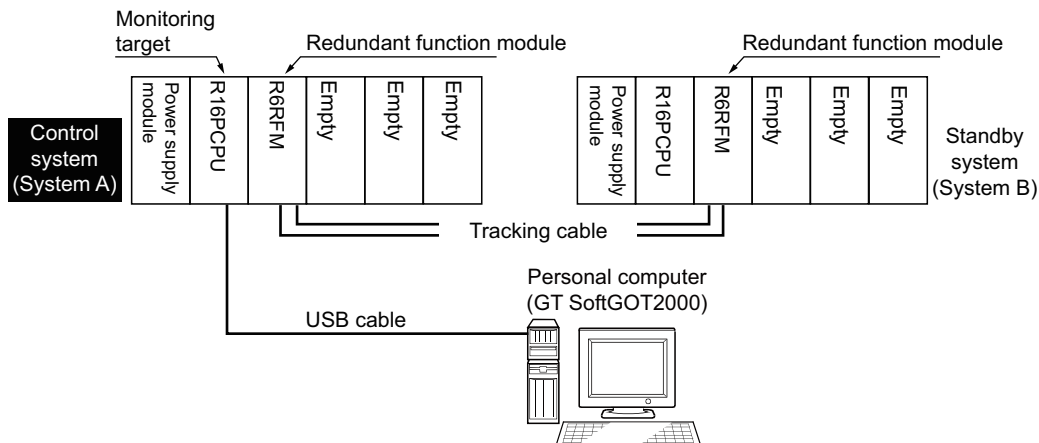 Monitoring
target
Redundant function module
Redundant function module
Control
system
(System A)
Power supply
module
R16PCPU
R6RFM
Empty
Empty
Empty
Power supply
module
R16PCPU
R6RFM
Empty
Empty
Empty
Standby
system
(System B)
Tracking cable
Personal computer
(GT SoftGOT2000)
USB cable